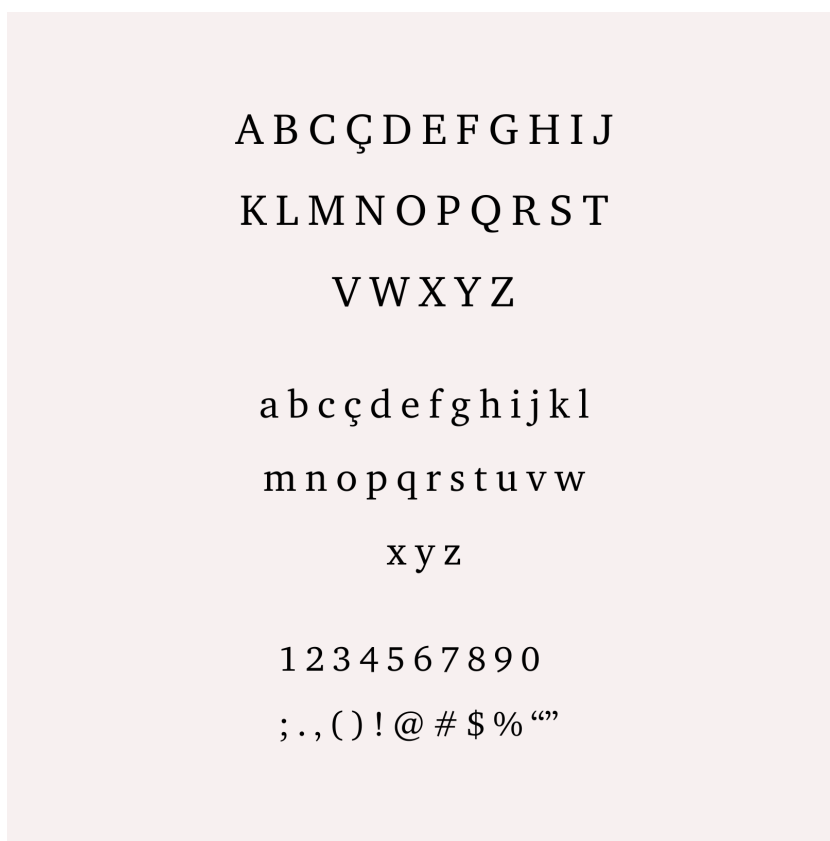 A B C Ç D E F G H I J
K L M N O P Q R S T
V W X Y Z
a b c ç d e f g h i j k l
m n o p q r s t u v w
x y z
1 2 3 4 5 6 7 8 9 0
; . , ( ) ! @ # $ % “”